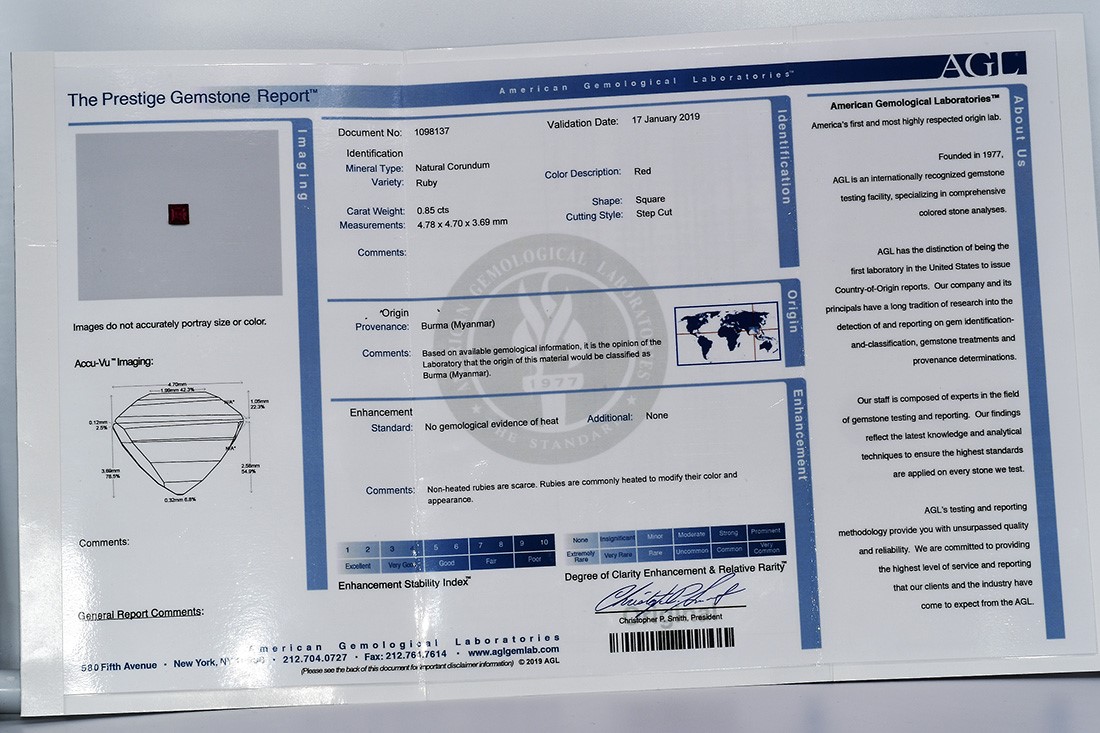 The Prestige Gemstone Report™
American Gemological Laboratories™
AGL
Imaging
Images do not accurately portray size or color.
Accu-Vu™ Imaging:
4.70mm
1.99mm 42.3%
1.05mm
22.3%
0.12mm
2.5%
N/A*
N/A*
3.69mm
78.5%
2.58mm
54.9%
0.32mm 6.8%
Comments:
General Report Comments:
Document No: 1098137
Validation Date: 17 January 2019
Identification
Identification
Mineral Type: Natural Corundum
Variety: Ruby
Color Description: Red
Carat Weight: 0.85 cts
Measurements: 4.78 x 4.70 x 3.69 mm
Shape: Square
Cutting Style: Step Cut
Comments:
AMERICAN GEMOLOGICAL LABORATORIES
1977
THE STANDARD
Origin
*Origin
Provenance: Burma (Myanmar)
Comments: Based on available gemological information, it is the opinion of the
Laboratory that the origin of this material would be classified as
Burma (Myanmar).
Enhancement
Enhancement
Standard: No gemological evidence of heat
Additional: None
Comments: Non-heated rubies are scarce. Rubies are commonly heated to modify their color and
appearance.
1 2 3 4 5 6 7 8 9 10
Excellent Very Good Good Fair Poor
Enhancement Stability Index™
None Insignificant Minor Moderate Strong Prominent
Extremely Rare Very Rare Rare Uncommon Common Very Common
Degree of Clarity Enhancement & Relative Rarity™
Original
Christopher P. Smith, President
American Gemological Laboratories
580 Fifth Avenue • New York, NY • 212.704.0727 • Fax: 212.761.7614 • www.aglgemlab.com
(Please see the back of this document for important disclaimer information) © 2019 AGL
About Us
American Gemological Laboratories™
America's first and most highly respected origin lab.
Founded in 1977,
AGL is an internationally recognized gemstone
testing facility, specializing in comprehensive
colored stone analyses.
AGL has the distinction of being the
first laboratory in the United States to issue
Country-of-Origin reports. Our company and its
principals have a long tradition of research into the
detection of and reporting on gem identification-
and-classification, gemstone treatments and
provenance determinations.
Our staff is composed of experts in the field
of gemstone testing and reporting. Our findings
reflect the latest knowledge and analytical
techniques to ensure the highest standards
are applied on every stone we test.
AGL's testing and reporting
methodology provide you with unsurpassed quality
and reliability. We are committed to providing
the highest level of service and reporting
that our clients and the industry have
come to expect from the AGL.